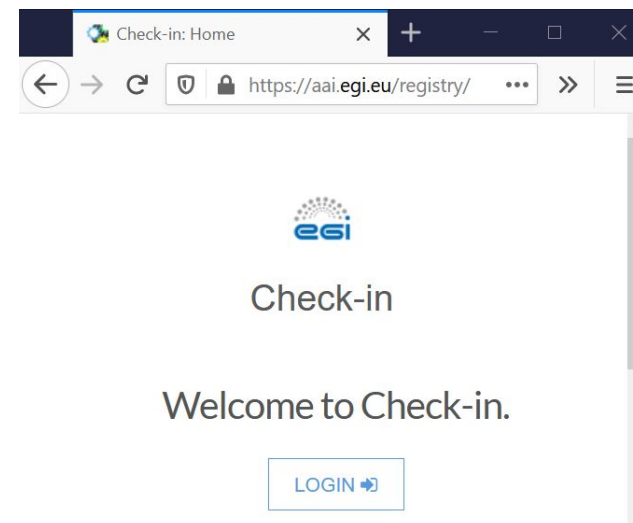 Check-in: Home
https://aai.egi.eu/registry/
egi
Check-in
Welcome to Check-in.
LOGIN